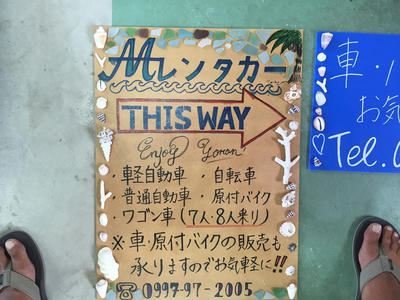 Mレンタカー
THIS WAY
Enjoy Yoron
・軽自動車 ・自転車
・普通自動車 ・原付バイク
・ワゴン車（7人・8人乗り）
※車・原付バイクの販売も
承りますのでお気軽に!!
☎ 0997-97-2005
車・
お気
Tel.